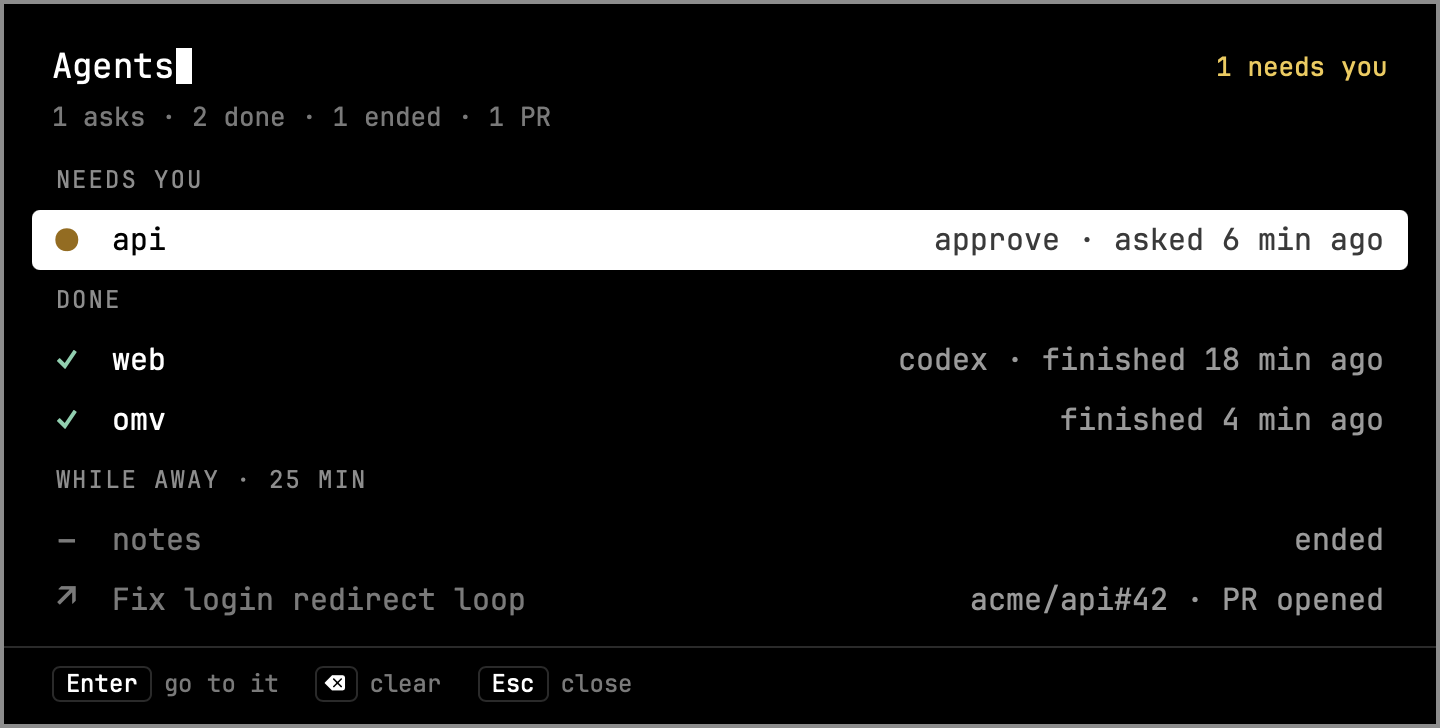 Agents 1 needs you
1 asks · 2 done · 1 ended · 1 PR
NEEDS YOU
api approve · asked 6 min ago
DONE
web codex · finished 18 min ago
omv finished 4 min ago
WHILE AWAY · 25 MIN
notes ended
Fix login redirect loop acme/api#42 · PR opened
Enter go to it clear Esc close